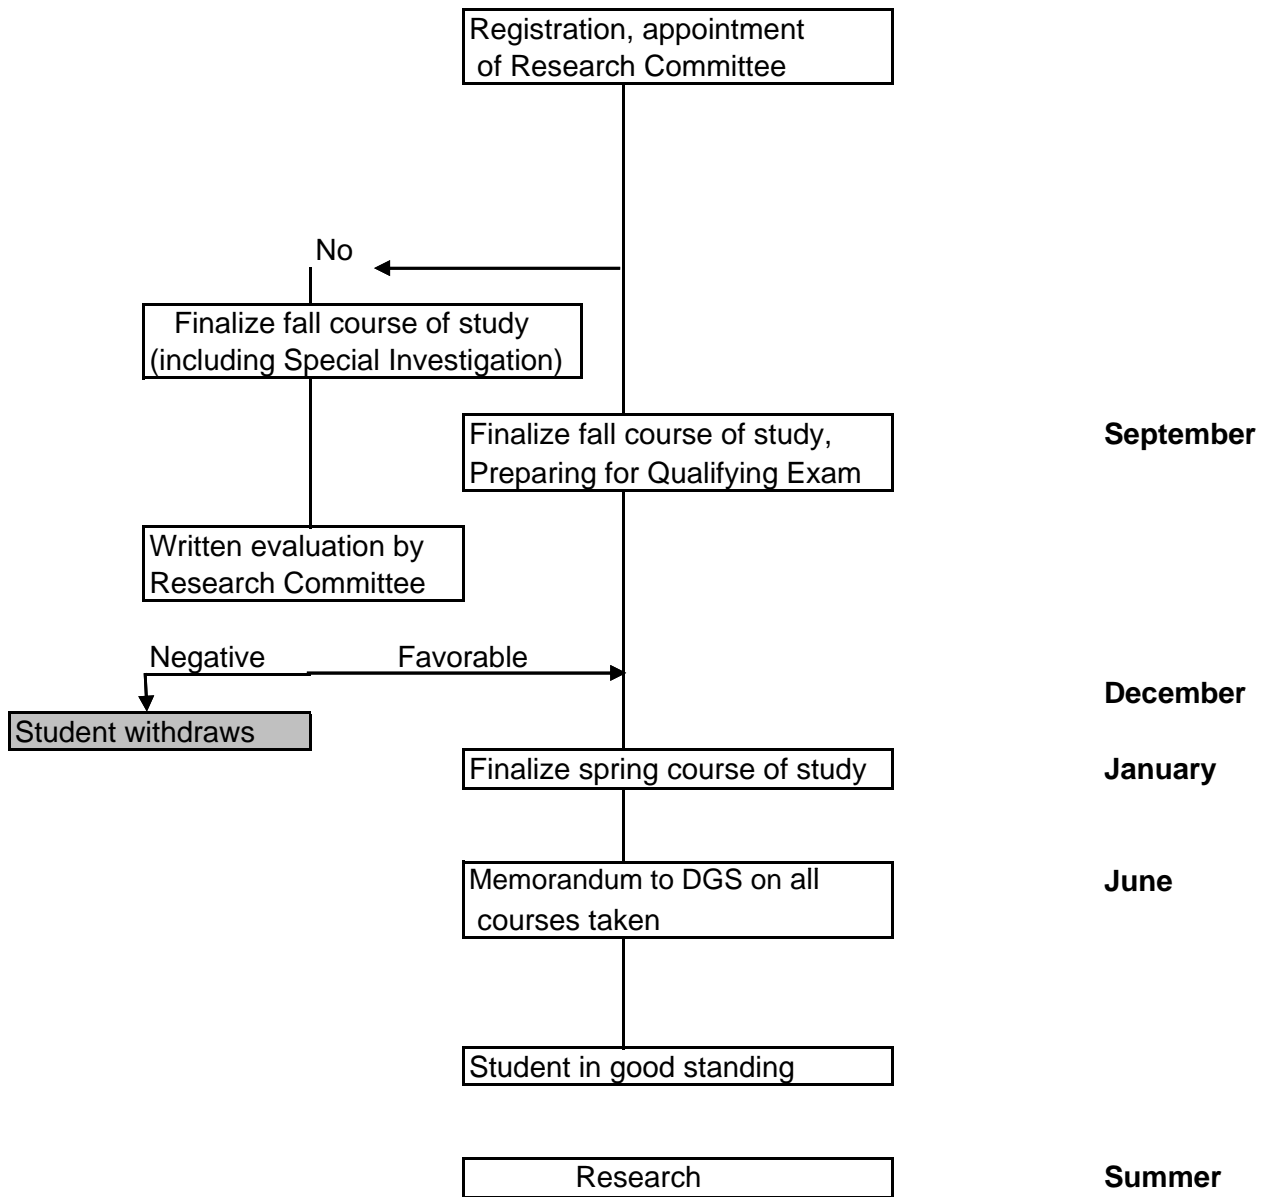 Registration, appointment
of Research Committee
No
Finalize fall course of study
(including Special Investigation)
Finalize fall course of study,
Preparing for Qualifying Exam
September
Written evaluation by
Research Committee
Negative
Favorable
December
Student withdraws
Finalize spring course of study
January
Memorandum to DGS on all
courses taken
June
Student in good standing
Research
Summer